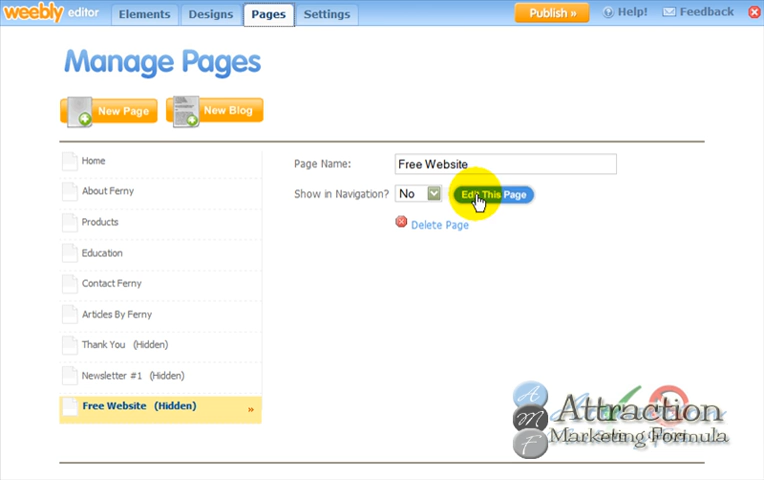 weebly editor Elements Designs Pages Settings Publish » Help! Feedback
Manage Pages
New Page New Blog
Home
Page Name: Free Website
About Ferny
Show in Navigation? No Edit This Page
Products
Delete Page
Education
Contact Ferny
Articles By Ferny
Thank You (Hidden)
Newsletter #1 (Hidden)
Free Website (Hidden) »
A M F
Attraction
Marketing Formula